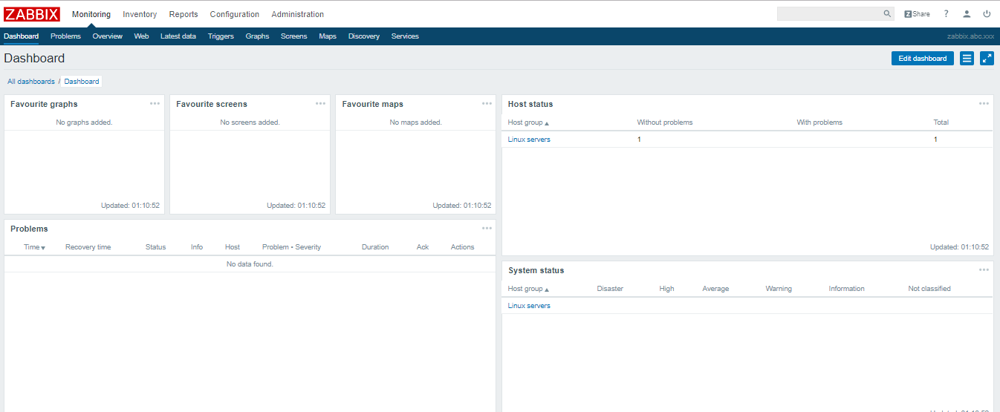 ZABBIX Monitoring Inventory Reports Configuration Administration Z Share ?
Dashboard Problems Overview Web Latest data Triggers Graphs Screens Maps Discovery Services zabbix.abc.xxx
Dashboard Edit dashboard
All dashboards / Dashboard
Favourite graphs
No graphs added.
Updated: 01:10:52
Favourite screens
No screens added.
Updated: 01:10:52
Favourite maps
No maps added.
Updated: 01:10:52
Host status
Host group Without problems With problems Total
Linux servers 1 1
Updated: 01:10:52
Problems
Time Recovery time Status Info Host Problem • Severity Duration Ack Actions
No data found.
System status
Host group Disaster High Average Warning Information Not classified
Linux servers